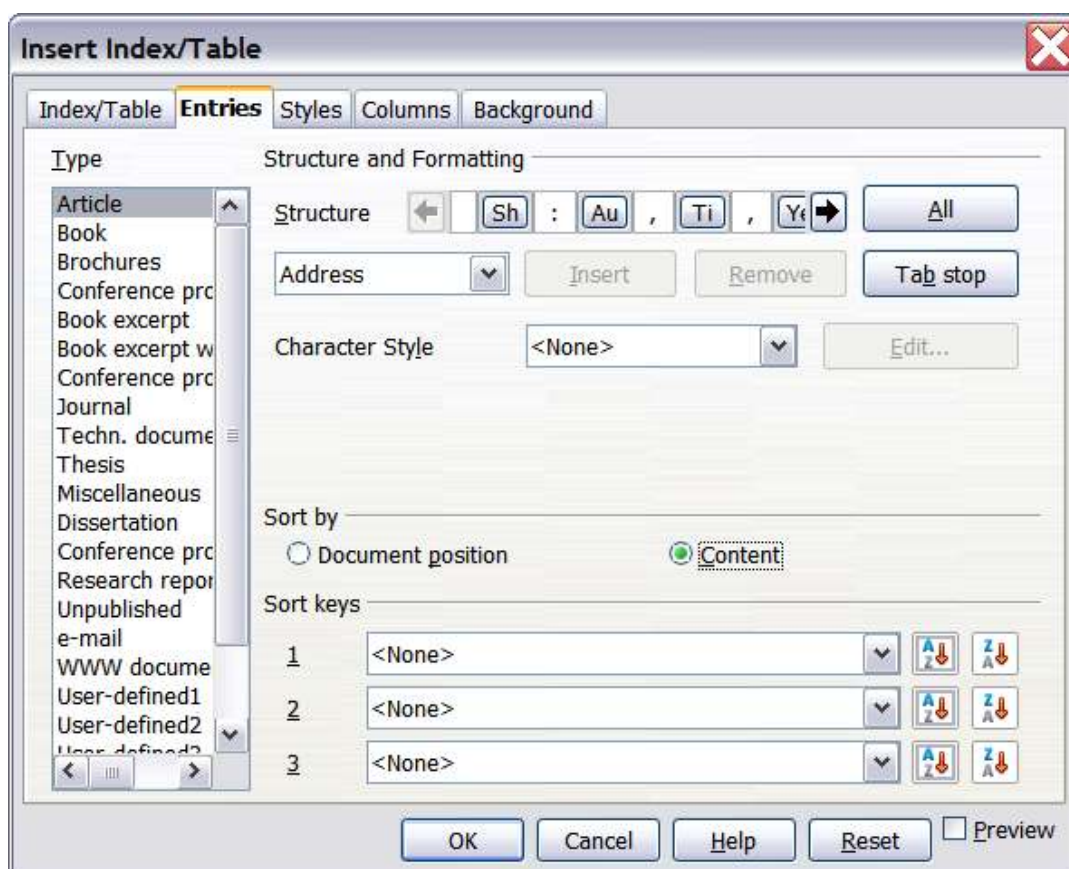 Insert Index/Table
Index/Table Entries Styles Columns Background
Type
Article
Book
Brochures
Conference prc
Book excerpt
Book excerpt w
Conference prc
Journal
Techn. docume
Thesis
Miscellaneous
Dissertation
Conference prc
Research repor
Unpublished
e-mail
WWW docume
User-defined1
User-defined2
User-defined3
Structure and Formatting
Structure Sh : Au , Ti , Ye All
Address Insert Remove Tab stop
Character Style <None> Edit...
Sort by
Document position Content
Sort keys
1 <None> A Z Z A
2 <None> A Z Z A
3 <None> A Z Z A
OK Cancel Help Reset Preview